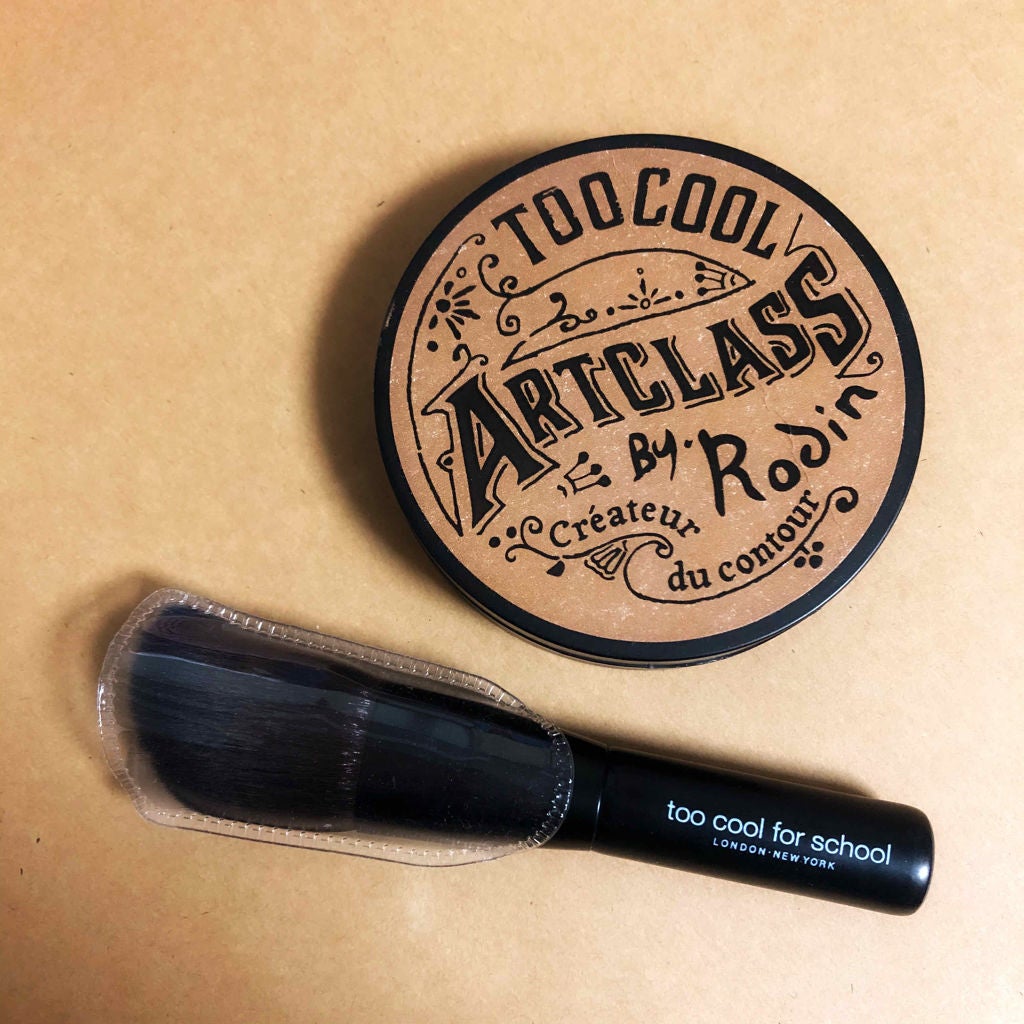 TOO COOL
ARTCLASS
By. Rodin
Créateur
du contour
too cool for school
LONDON·NEW YORK